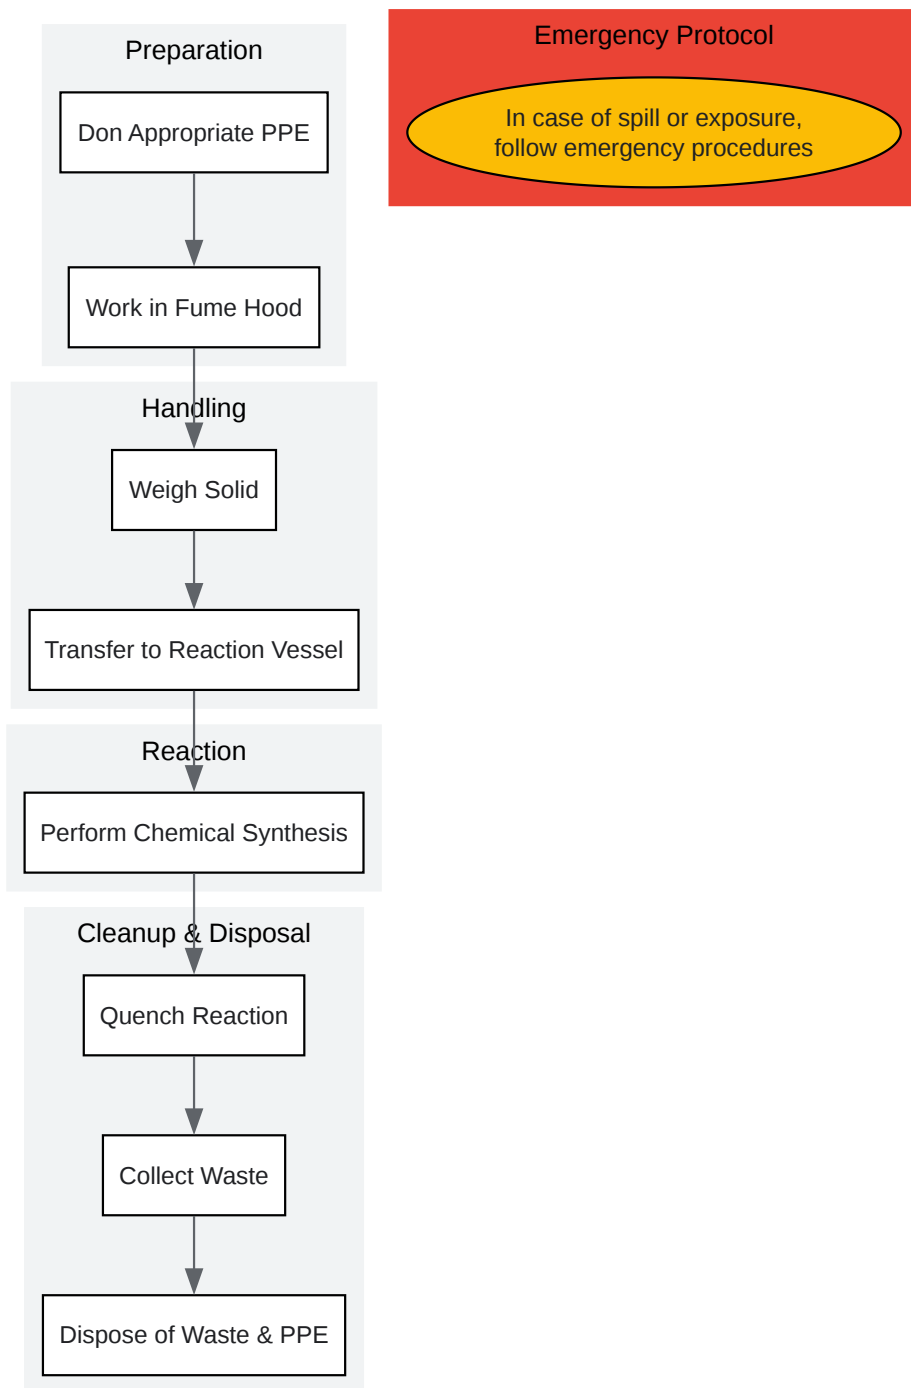 Preparation
Don Appropriate PPE
Work in Fume Hood
Handling
Weigh Solid
Transfer to Reaction Vessel
Reaction
Perform Chemical Synthesis
Cleanup & Disposal
Quench Reaction
Collect Waste
Dispose of Waste & PPE
Emergency Protocol
In case of spill or exposure,
follow emergency procedures